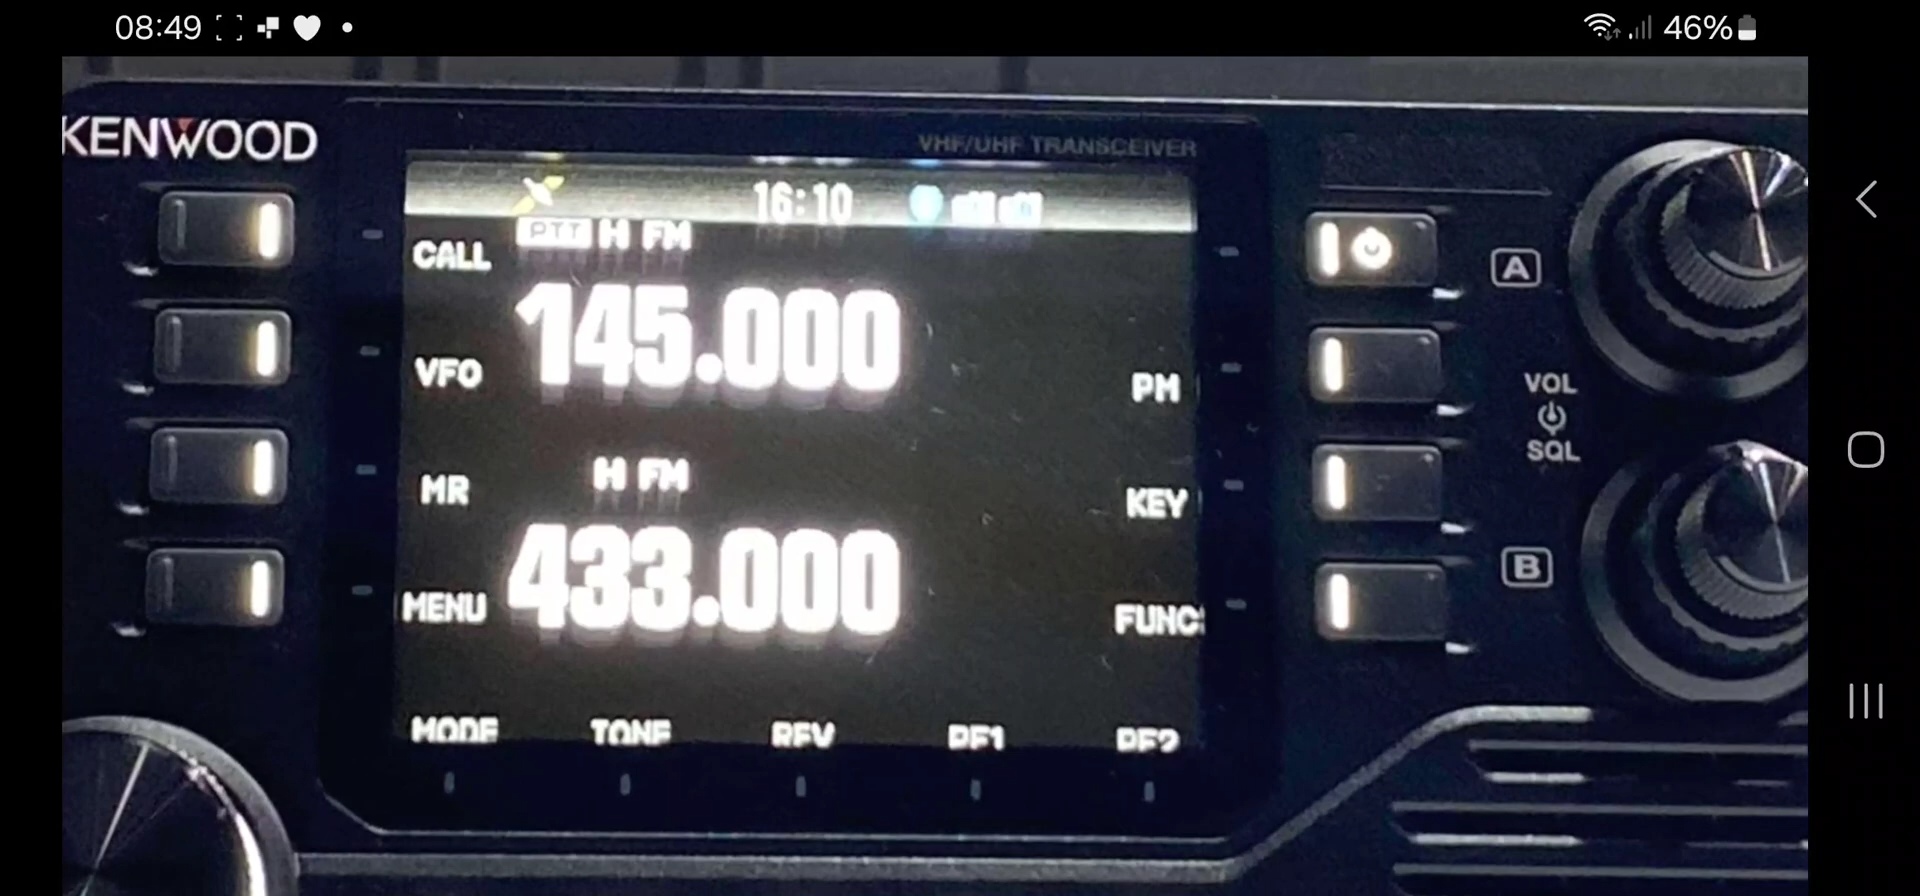 08:49
46%
KENWOOD
VHF/UHF TRANSCEIVER
16:10
PTT H FM
CALL
145.000
VFO
PM
H FM
MR
KEY
433.000
MENU
FUNC
MODE TONE REV PF1 PF2
A
VOL
SQL
B